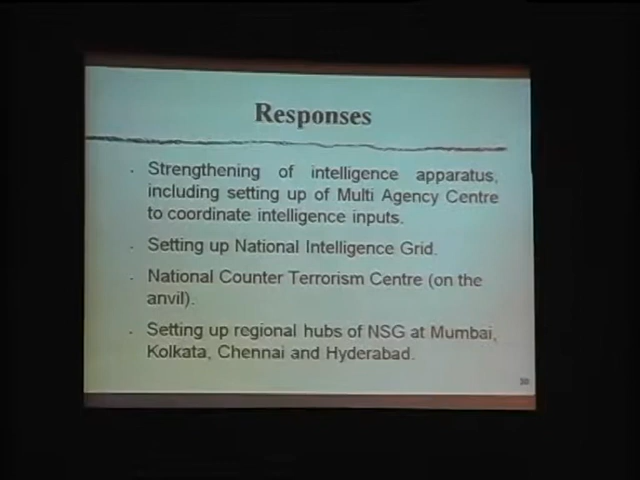 Responses
Strengthening of intelligence apparatus,
including setting up of Multi Agency Centre
to coordinate intelligence inputs.
Setting up National Intelligence Grid.
National Counter Terrorism Centre (on the
anvil).
Setting up regional hubs of NSG at Mumbai,
Kolkata, Chennai and Hyderabad.